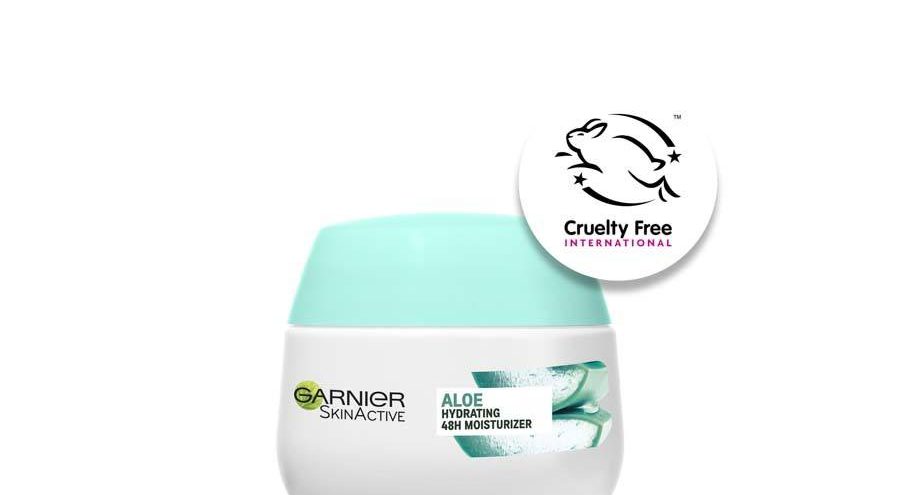 ™
Cruelty Free
INTERNATIONAL
GARNIER
SKINACTIVE
ALOE
HYDRATING
48H MOISTURIZER